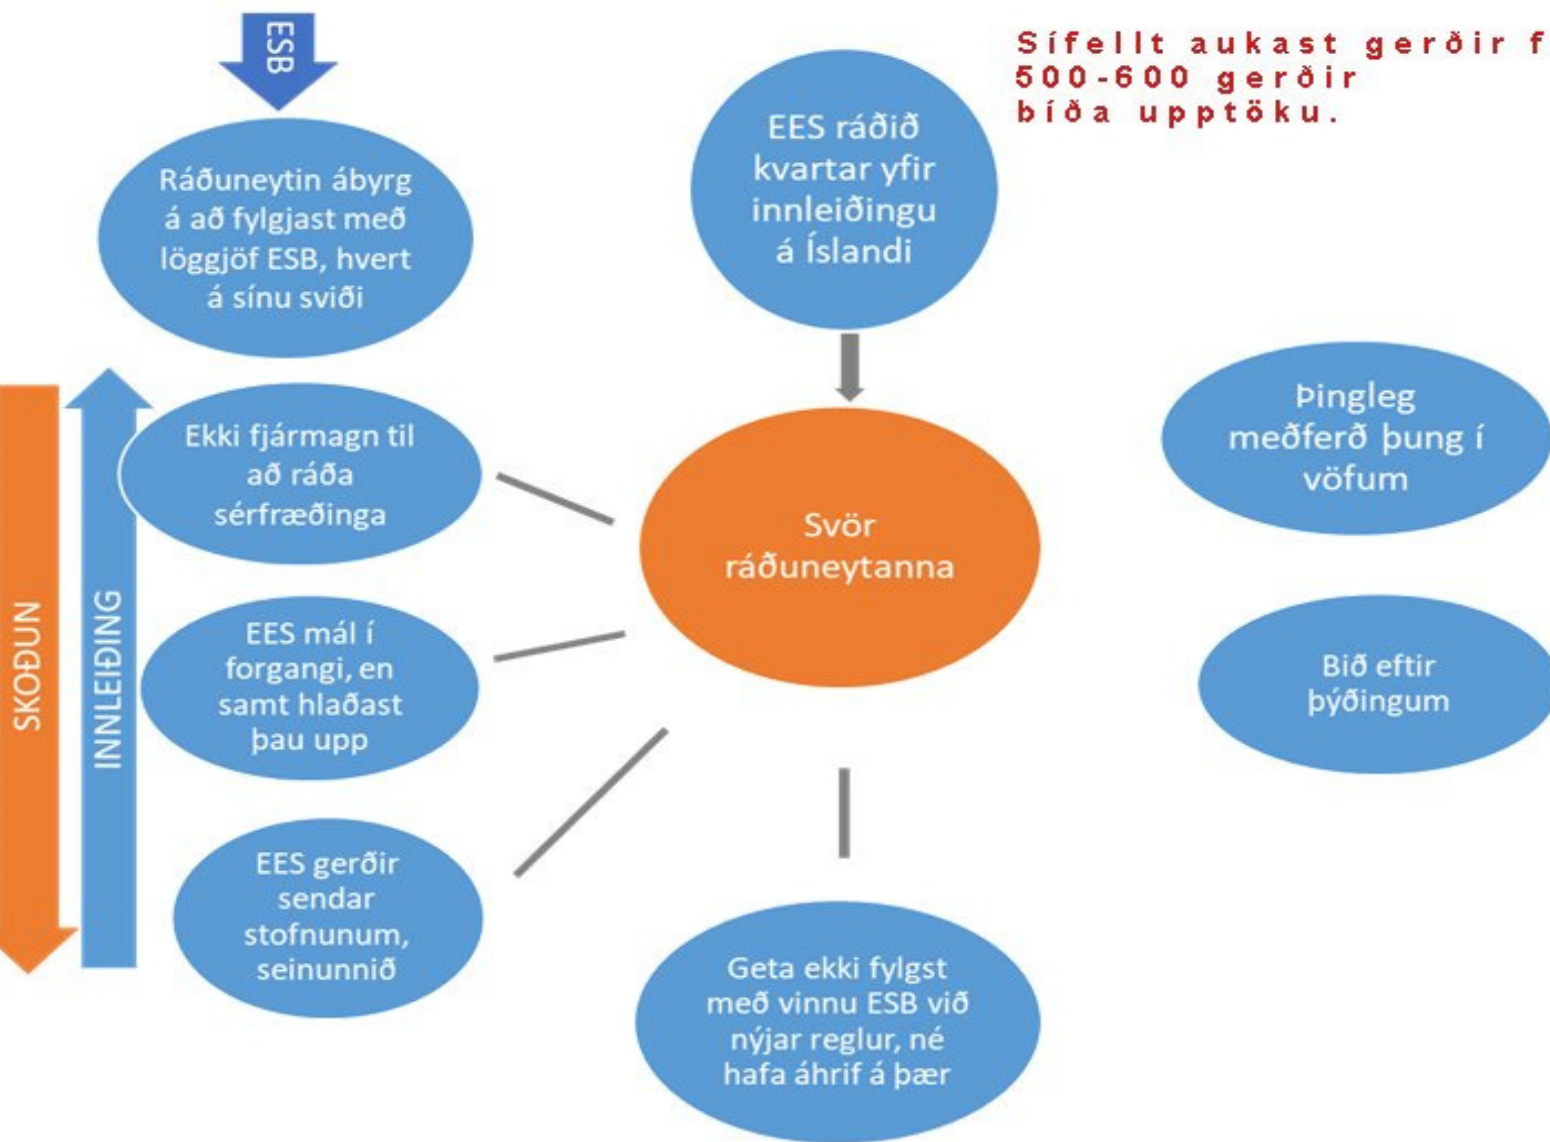 ESB
Sífellt aukast gerðir f
500-600 gerðir
bíða upptöku.
Ráðuneytin ábyrg
á að fylgjast með
löggjöf ESB, hvert
á sínu sviði
EES ráðið
kvartar yfir
innleiðingu
á Íslandi
SKOÐUN
INNLEIÐING
Ekki fjármagn til
að ráða
sérfræðinga
Svör
ráðuneytanna
Þingleg
meðferð þung í
vöfum
EES mál í
forgangi, en
samt hlaðast
þau upp
Bið eftir
þýðingum
EES gerðir
sendar
stofnunum,
seinunnið
Geta ekki fylgst
með vinnu ESB við
nýjar reglur, né
hafa áhrif á þær